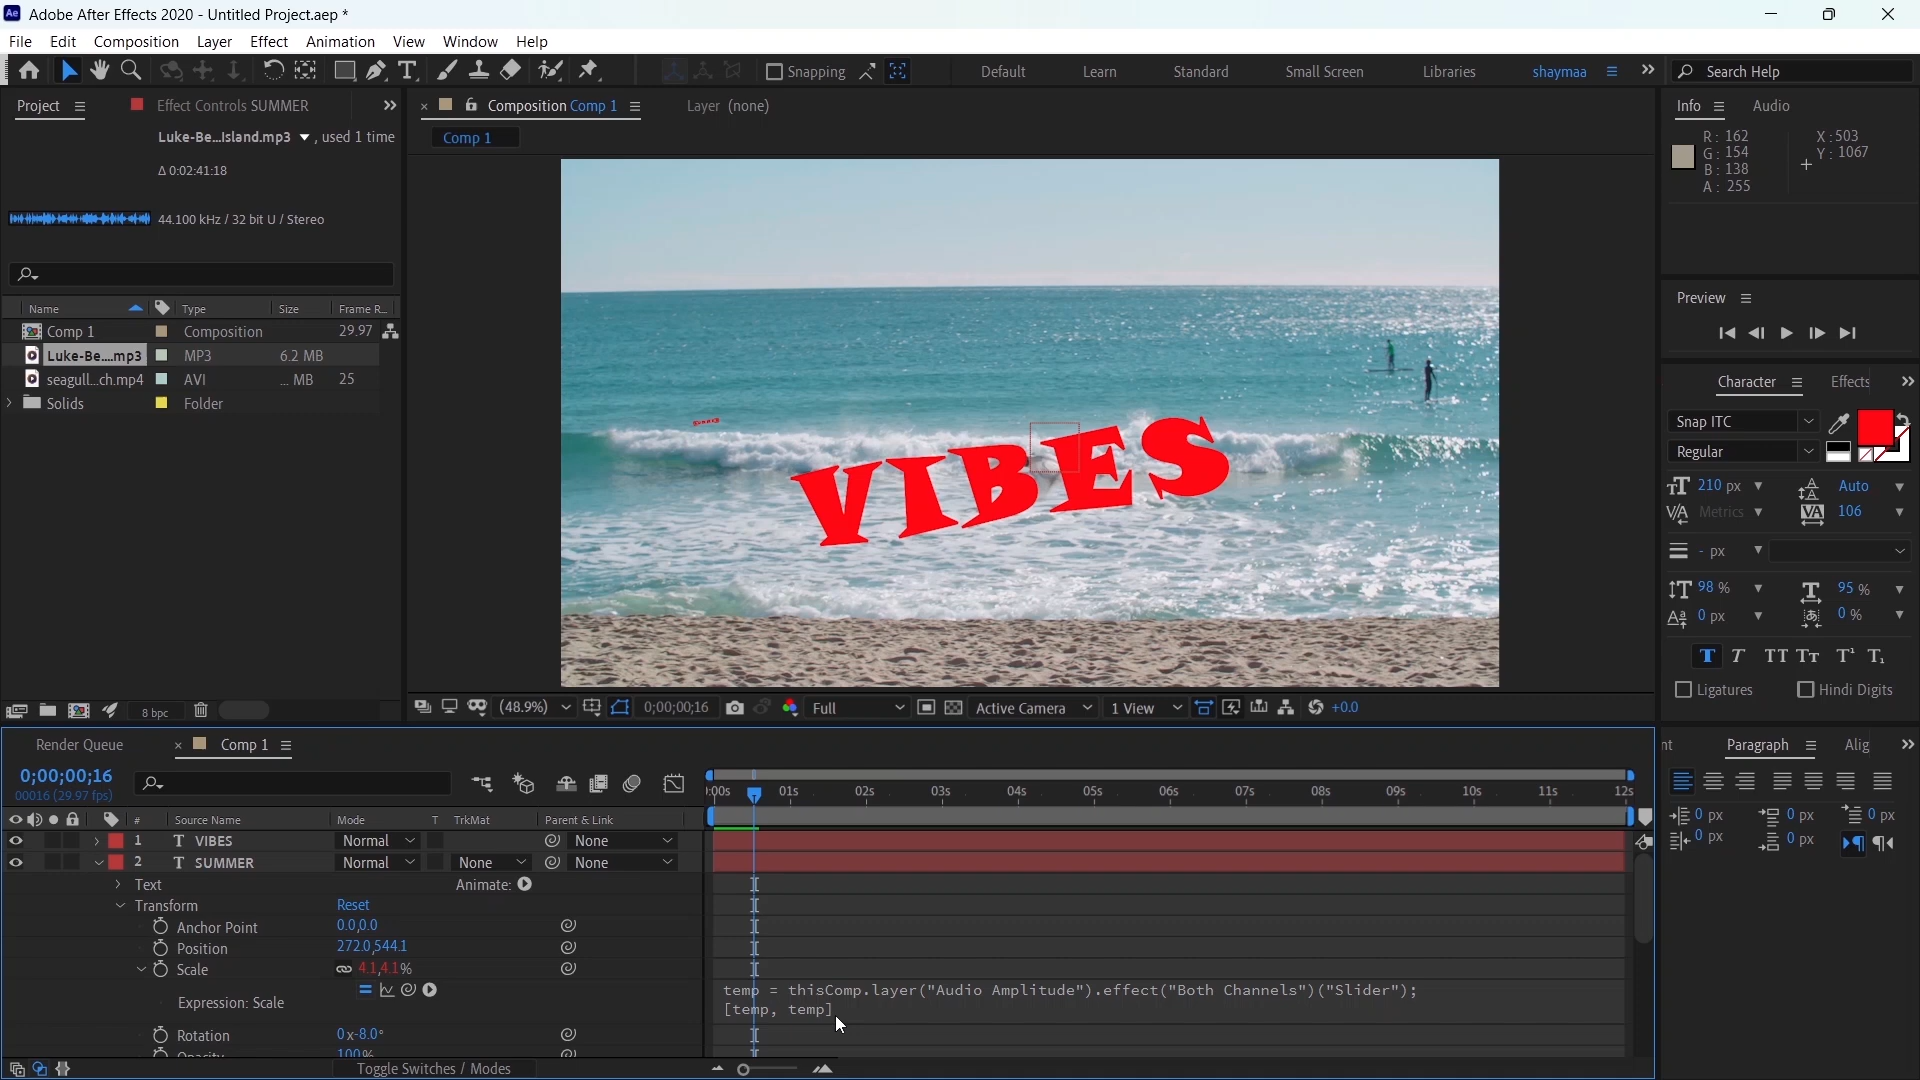 Ae Adobe After Effects 2020 - Untitled Project.aep *
File Edit Composition Layer Effect Animation View Window Help
Snapping Default Learn Standard Small Screen Libraries shaymaa Search Help
Project Effect Controls SUMMER
Luke-Be...Island.mp3 , used 1 time
Δ 0:02:41:18
44.100 kHz / 32 bit U / Stereo
Name Type Size Frame R...
Comp 1 Composition 29.97
Luke-Be....mp3 MP3 6.2 MB
seagull...ch.mp4 AVI ... MB 25
Solids Folder
8 bpc
Composition Comp 1 Layer (none)
Comp 1
VIBES
(48.9%) 0;00;00;16 Full Active Camera 1 View +0.0
Info Audio
R: 162 X: 503
G: 154 Y: 1067
B: 138
A: 255
Preview
Character Effects
Snap ITC
Regular
210 px Auto
Metrics 106
- px
98 % 95 %
0 px 0 %
T T TT Tt T¹ T₁
Ligatures Hindi Digits
nt Paragraph Alig
0 px 0 px 0 px
0 px 0 px
Render Queue Comp 1
0;00;00;16
00016 (29.97 fps)
):00s 01s 02s 03s 04s 05s 06s 07s 08s 09s 10s 11s 12s
# Source Name Mode T TrkMat Parent & Link
1 T VIBES Normal None
2 T SUMMER Normal None None
Text Animate:
Transform Reset
Anchor Point 0.0,0.0
Position 272.0,544.1
Scale 4.1,4.1%
Expression: Scale
temp = thisComp.layer("Audio Amplitude").effect("Both Channels")("Slider");
[temp, temp]
Rotation 0x-8.0°
Opacity 100%
Toggle Switches / Modes